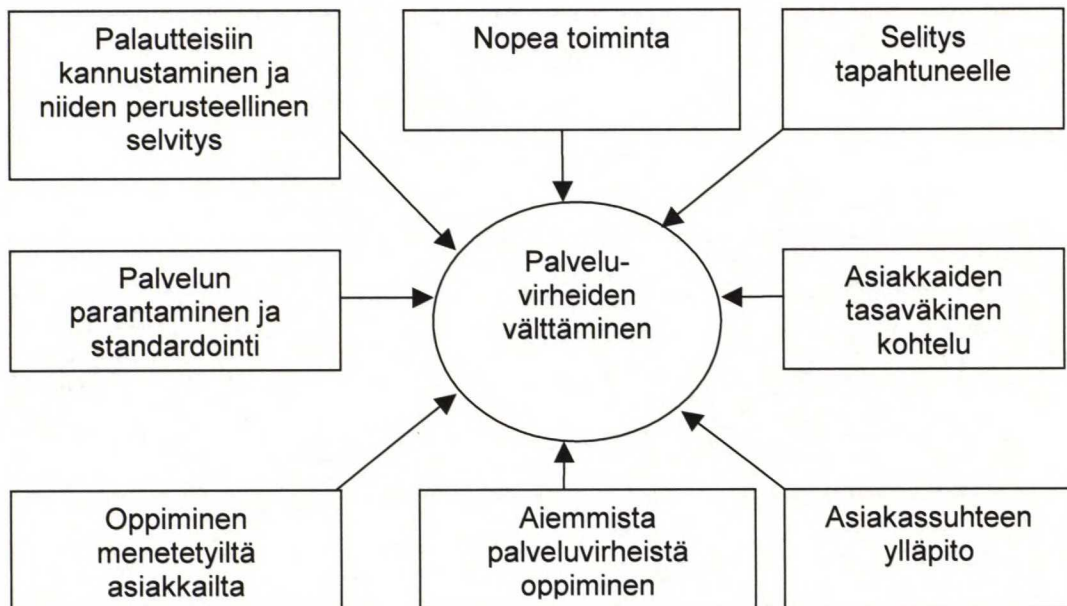 Palautteisiin
kannustaminen ja
niiden perusteellinen
selvitys
Nopea toiminta
Selitys
tapahtuneelle
Palvelun
parantaminen ja
standardointi
Palvelu-
virheiden
välttäminen
Asiakkaiden
tasaväkinen
kohtelu
Oppiminen
menetetyiltä
asiakkailta
Aiemmista
palveluvirheistä
oppiminen
Asiakassuhteen
ylläpito